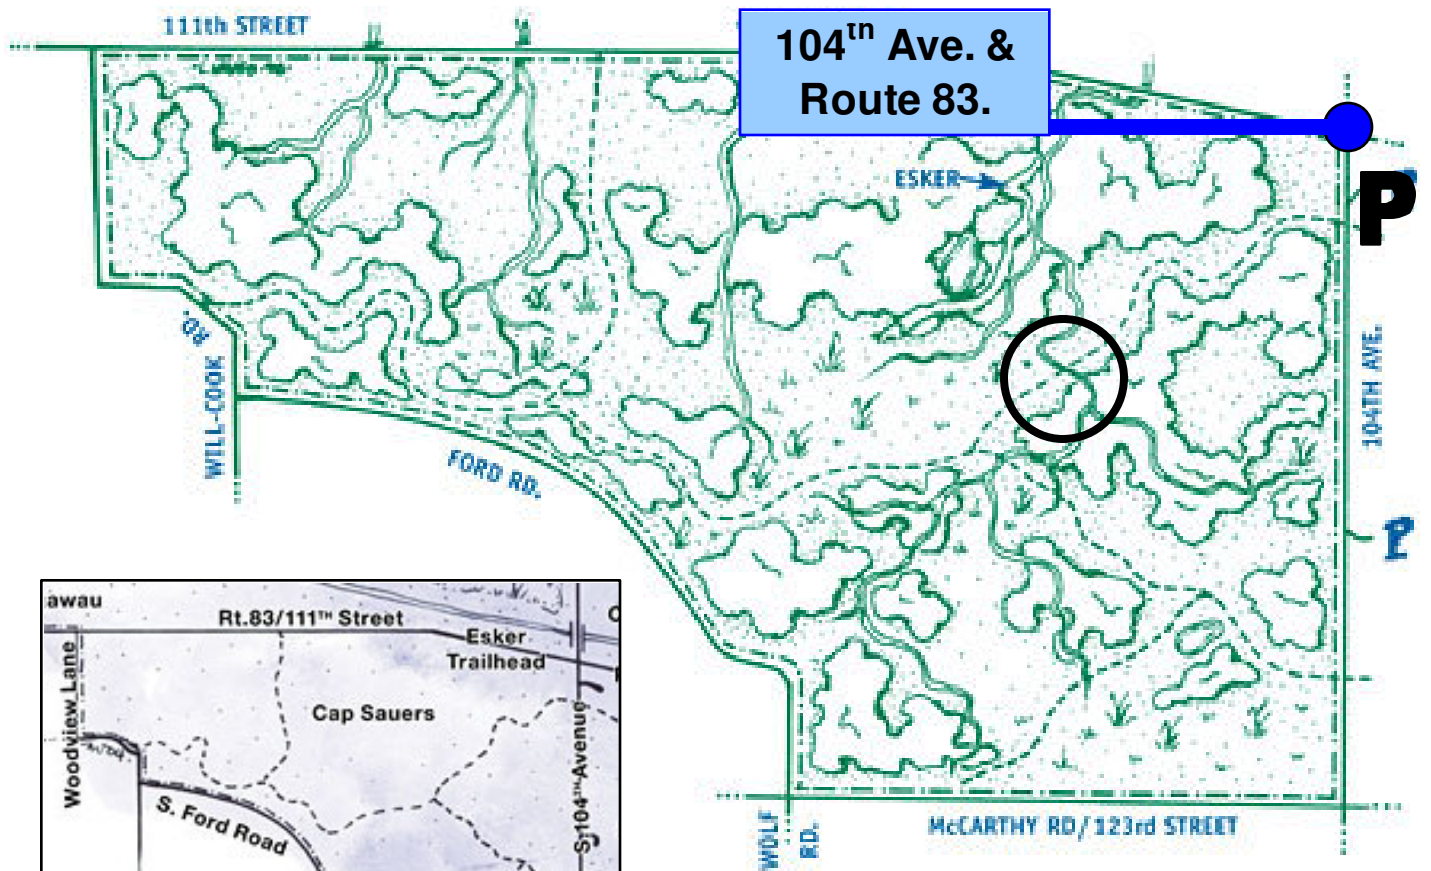 111th STREET
104th Ave. &
Route 83.
ESKER
P
RD.
WILL-COOK
FORD RD.
104TH AVE.
P
awau
Rt.83/111TH Street
Esker
Trailhead
Woodview Lane
Cap Sauers
S.104TH Avenue
S. Ford Road
WOLF
RD.
McCARTHY RD/123rd STREET